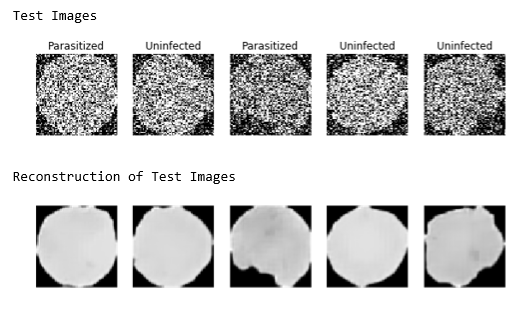 Test Images
Parasitized Uninfected Parasitized Uninfected Uninfected
Reconstruction of Test Images